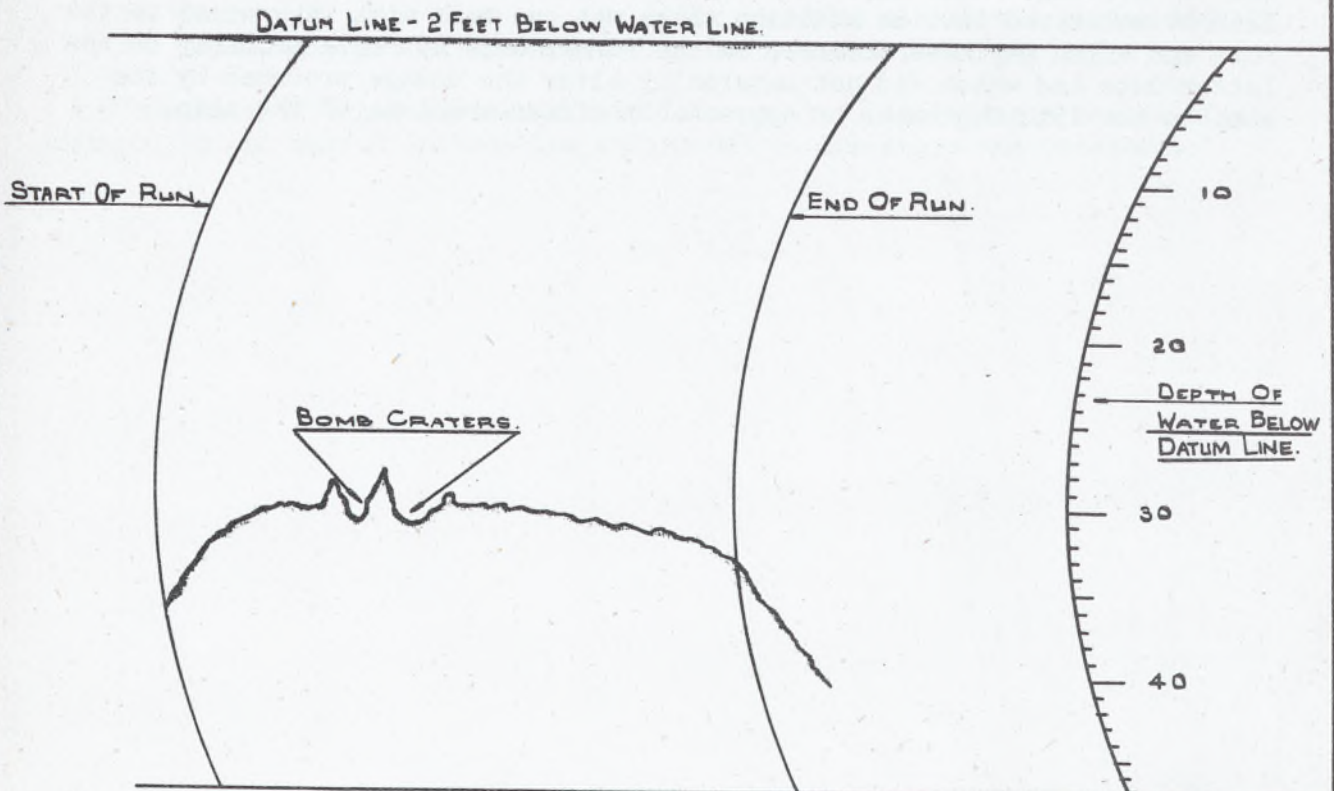 DATUM LINE - 2 FEET BELOW WATER LINE.
START OF RUN.
END OF RUN.
10
20
DEPTH OF
WATER BELOW
DATUM LINE.
BOMB CRATERS.
30
40